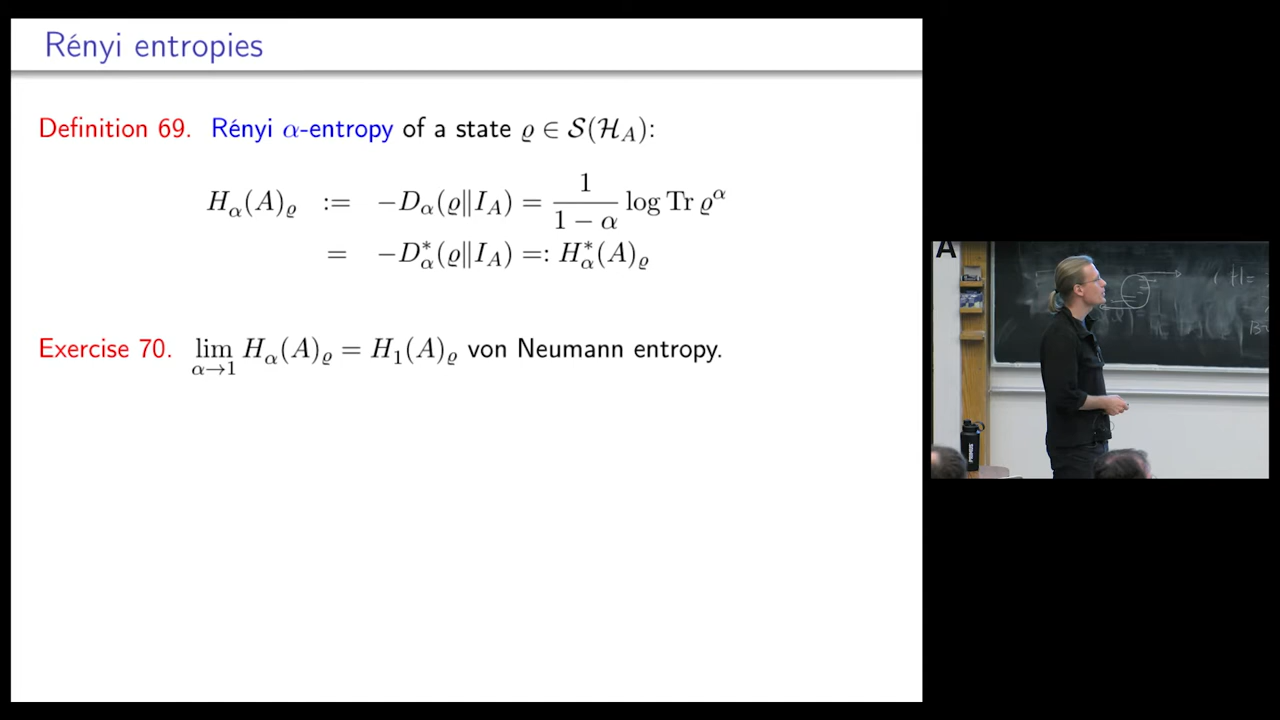 Rényi entropies
Definition 69. Rényi α-entropy of a state ϱ ∈ 𝒮(ℋ_A):
H_α(A)_ϱ := −D_α(ϱ‖I_A) = 1/(1 − α) log Tr ϱ^α
= −D*_α(ϱ‖I_A) =: H*_α(A)_ϱ
Exercise 70. lim_{α→1} H_α(A)_ϱ = H_1(A)_ϱ von Neumann entropy.
A